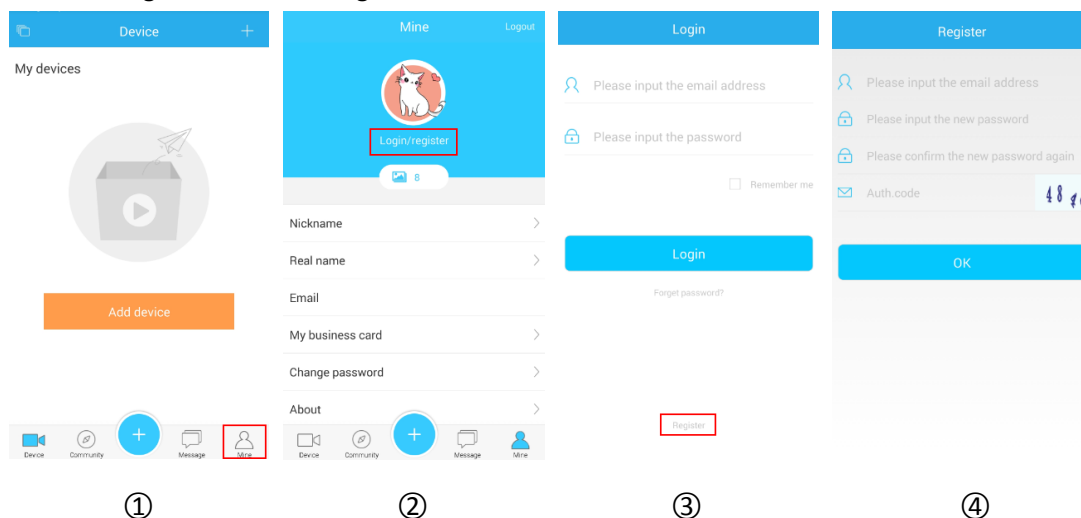 Device
My devices
Add device
Device
Community
Message
Mine
①
Mine
Logout
Login/register
8
Nickname
Real name
Email
My business card
Change password
About
Device
Community
Message
Mine
②
Login
Please input the email address
Please input the password
Remember me
Login
Forget password?
Register
③
Register
Please input the email address
Please input the new password
Please confirm the new password again
Auth.code
48
OK
④